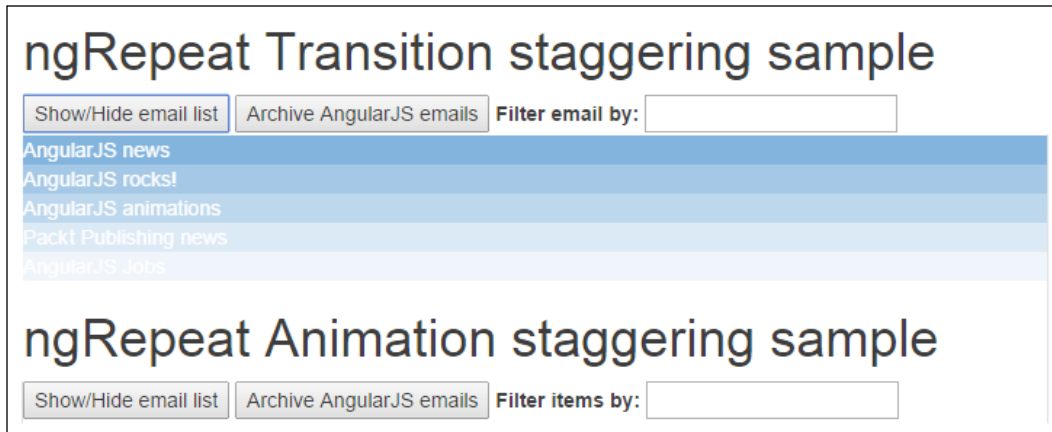 ngRepeat Transition staggering sample
Show/Hide email list Archive AngularJS emails Filter email by:
AngularJS news
AngularJS rocks!
AngularJS animations
Packt Publishing news
AngularJS Jobs
ngRepeat Animation staggering sample
Show/Hide email list Archive AngularJS emails Filter items by: